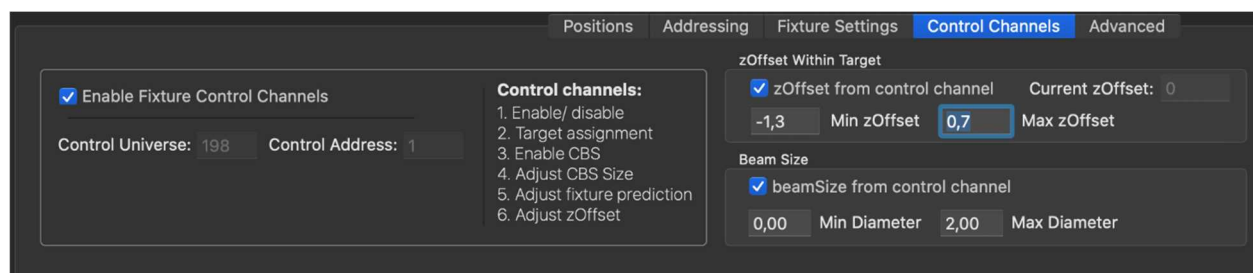 Positions Addressing Fixture Settings Control Channels Advanced
Enable Fixture Control Channels
Control Universe: 198 Control Address: 1
Control channels:
1. Enable/ disable
2. Target assignment
3. Enable CBS
4. Adjust CBS Size
5. Adjust fixture prediction
6. Adjust zOffset
zOffset Within Target
zOffset from control channel Current zOffset: 0
-1,3 Min zOffset 0,7 Max zOffset
Beam Size
beamSize from control channel
0,00 Min Diameter 2,00 Max Diameter